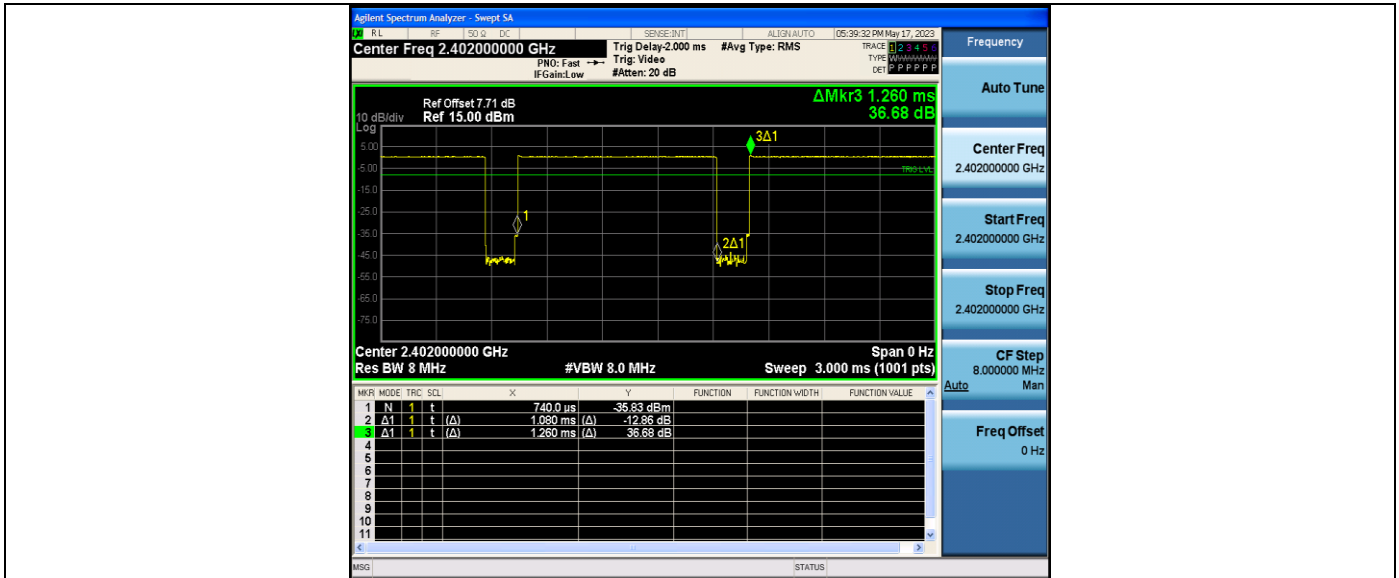 Agilent Spectrum Analyzer - Swept SA
RL RF 50 Ω DC SENSE:INT ALIGN AUTO 05:39:32 PM May 17, 2023
Center Freq 2.402000000 GHz
PNO: Fast
IFGain:Low
Trig Delay-2.000 ms #Avg Type: RMS
Trig: Video
#Atten: 20 dB
TRACE 1 2 3 4 5 6
TYPE WWWWWW
DET P P P P P P
ΔMkr3 1.260 ms
36.68 dB
Ref Offset 7.71 dB
10 dB/div Ref 15.00 dBm
Log
5.00
-5.00
-15.0
-25.0
-35.0
-45.0
-55.0
-65.0
-75.0
3Δ1
TRIG LVL
1
2Δ1
Center 2.402000000 GHz Span 0 Hz
Res BW 8 MHz #VBW 8.0 MHz Sweep 3.000 ms (1001 pts)
MKR MODE TRC SCL X Y FUNCTION FUNCTION WIDTH FUNCTION VALUE
1 N 1 t 740.0 us -35.83 dBm
2 Δ1 1 t (Δ) 1.080 ms (Δ) -12.86 dB
3 Δ1 1 t (Δ) 1.260 ms (Δ) 36.68 dB
4
5
6
7
8
9
10
11
MSG STATUS
Frequency
Auto Tune
Center Freq
2.402000000 GHz
Start Freq
2.402000000 GHz
Stop Freq
2.402000000 GHz
CF Step
8.000000 MHz
Auto Man
Freq Offset
0 Hz